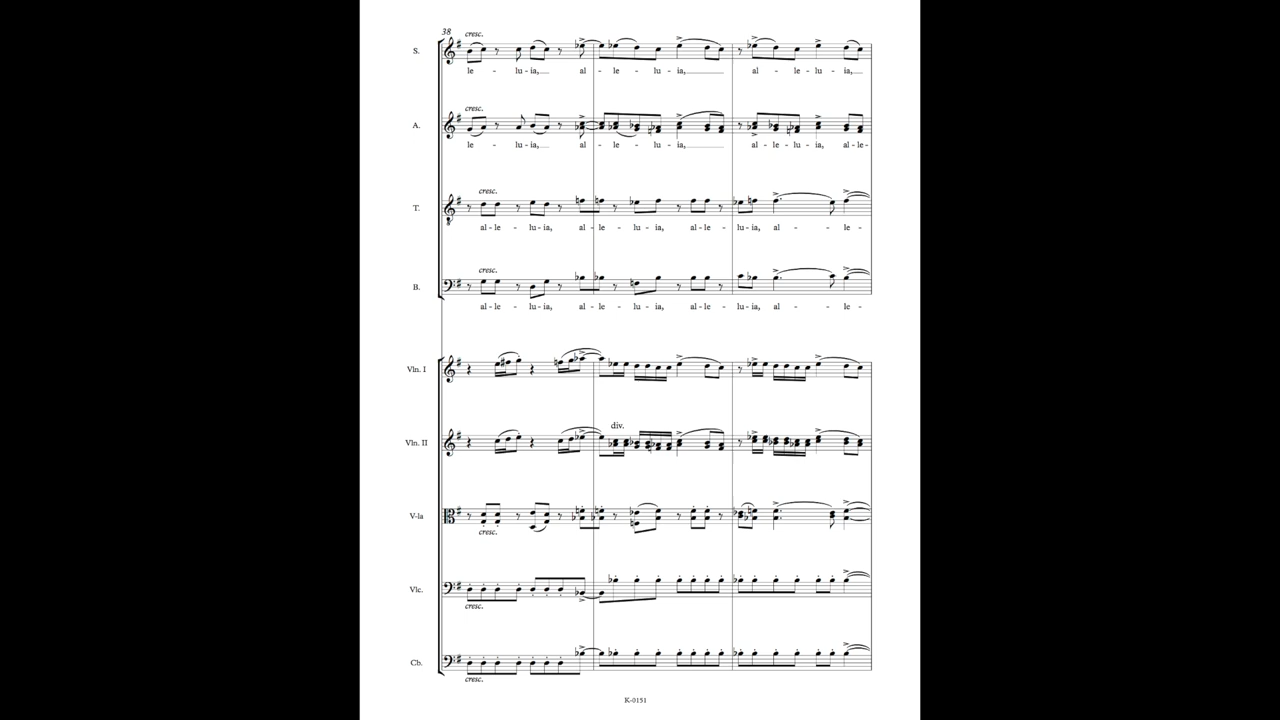 38
cresc.
S.
le - lu - ia, al - le - lu - ia, al - le - lu - ia,
cresc.
A.
le - lu - ia, al - le - lu - ia, al - le - lu - ia, al - le -
cresc.
T.
al - le - lu - ia, al - le - lu - ia, al - le - lu - ia, al - le -
cresc.
B.
al - le - lu - ia, al - le - lu - ia, al - le - lu - ia, al - le -
Vln. I
div.
Vln. II
V-la
cresc.
Vlc.
cresc.
Cb.
cresc.
K-0151